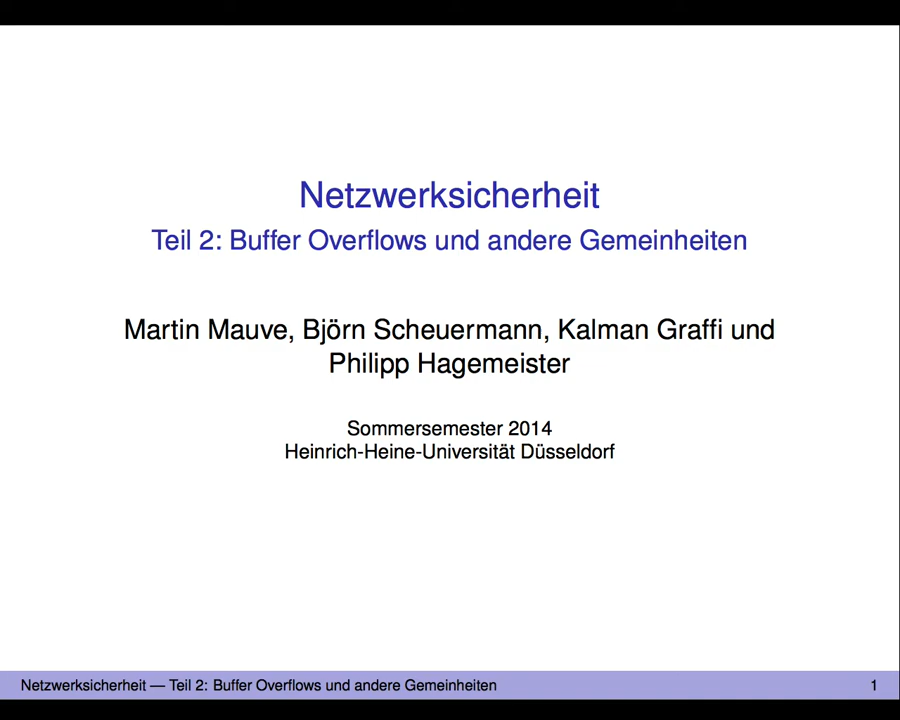 Netzwerksicherheit
Teil 2: Buffer Overflows und andere Gemeinheiten
Martin Mauve, Björn Scheuermann, Kalman Graffi und
Philipp Hagemeister
Sommersemester 2014
Heinrich-Heine-Universität Düsseldorf
Netzwerksicherheit — Teil 2: Buffer Overflows und andere Gemeinheiten 1